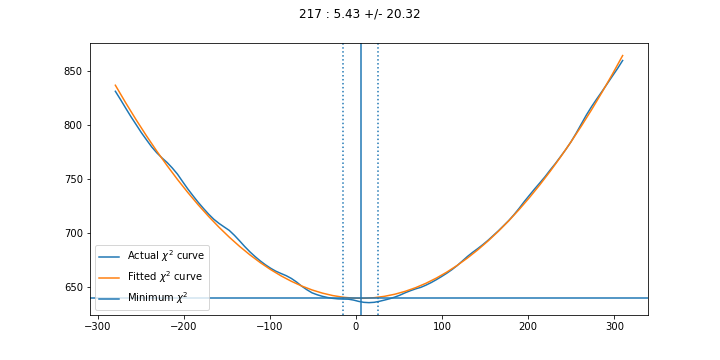 217 : 5.43 +/- 20.32
850
800
750
700
650
Actual χ² curve
Fitted χ² curve
Minimum χ²
−300 −200 −100 0 100 200 300